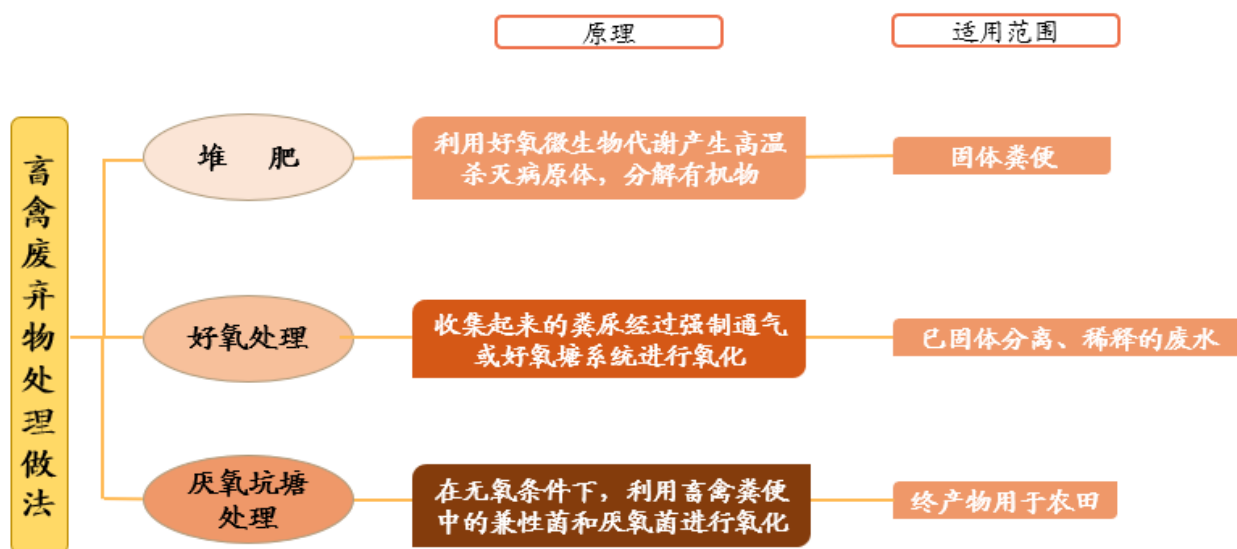 原理
适用范围
畜禽废弃物处理做法
堆 肥
利用好氧微生物代谢产生高温
杀灭病原体，分解有机物
固体粪便
好氧处理
收集起来的粪尿经过强制通气
或好氧塘系统进行氧化
已固体分离、稀释的废水
厌氧坑塘
处理
在无氧条件下，利用畜禽粪便
中的兼性菌和厌氧菌进行氧化
终产物用于农田